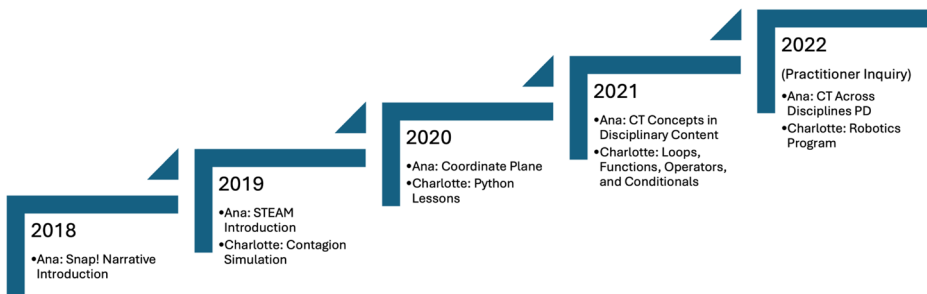 2018
•Ana: Snap! Narrative
Introduction
2019
•Ana: STEAM
Introduction
•Charlotte: Contagion
Simulation
2020
•Ana: Coordinate Plane
•Charlotte: Python
Lessons
2021
•Ana: CT Concepts in
Disciplinary Content
•Charlotte: Loops,
Functions, Operators,
and Conditionals
2022
(Practitioner Inquiry)
•Ana: CT Across
Disciplines PD
•Charlotte: Robotics
Program